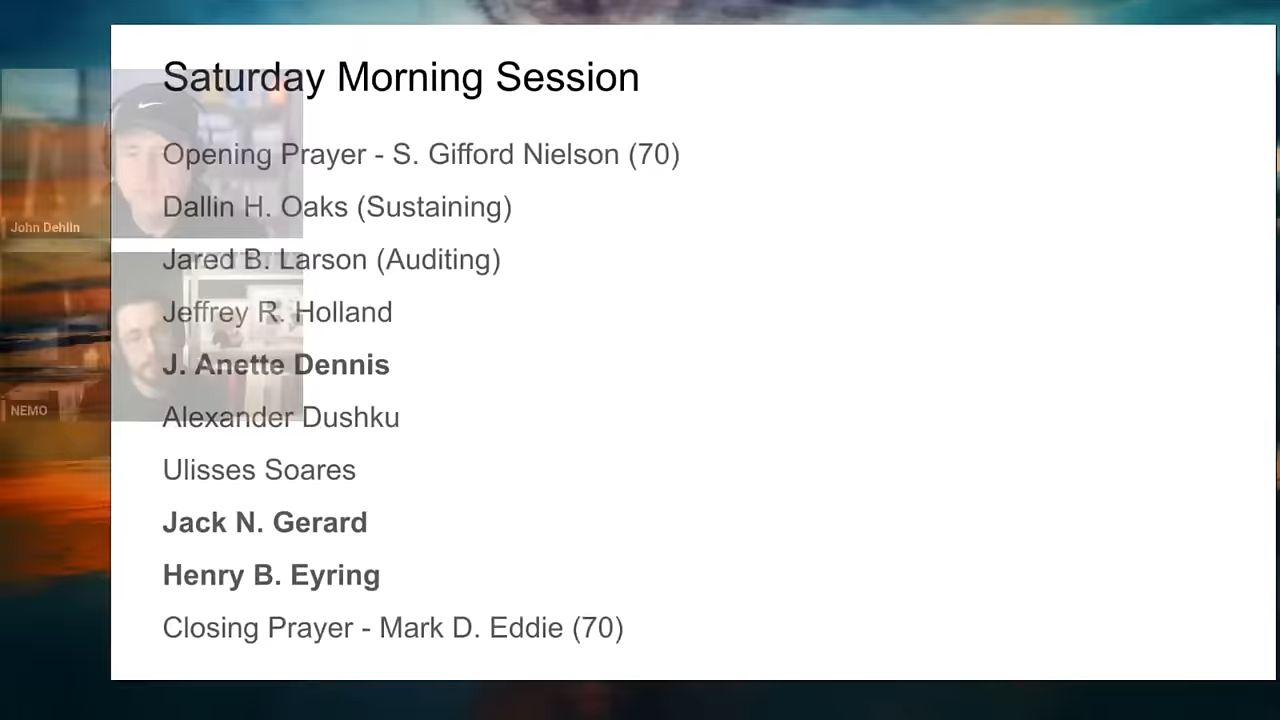 Saturday Morning Session
Opening Prayer - S. Gifford Nielson (70)
Dallin H. Oaks (Sustaining)
John Dehlin
Jared B. Larson (Auditing)
Jeffrey R. Holland
J. Anette Dennis
NEMO
Alexander Dushku
Ulisses Soares
Jack N. Gerard
Henry B. Eyring
Closing Prayer - Mark D. Eddie (70)